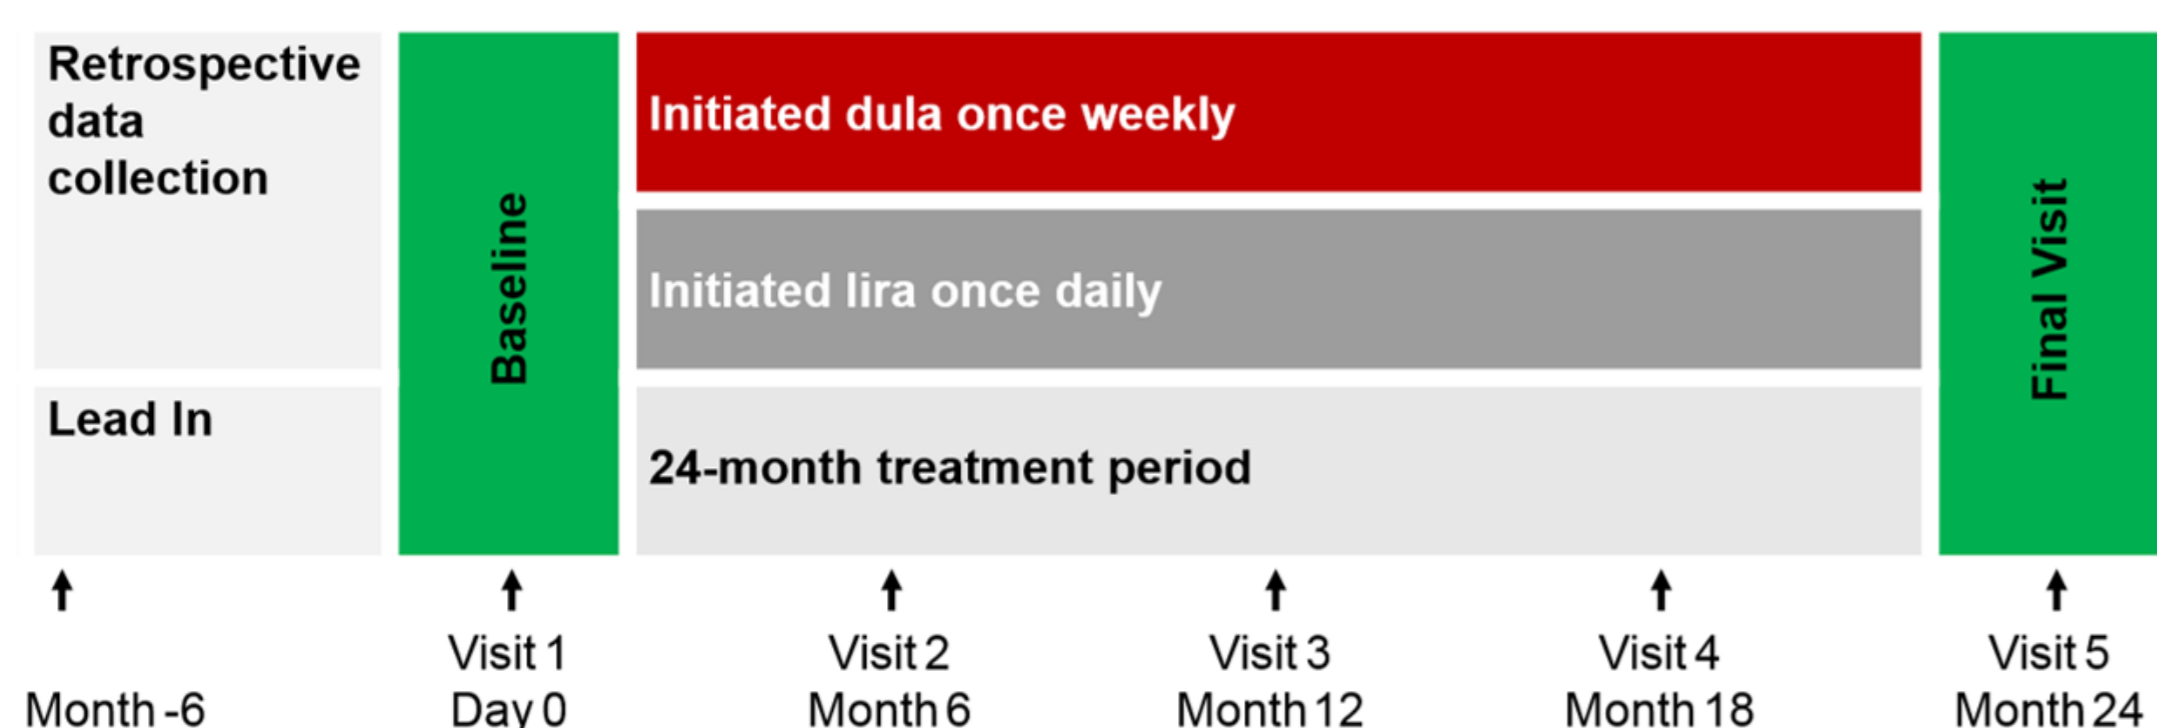 Retrospective
data
collection
Lead In
Baseline
Initiated dula once weekly
Initiated lira once daily
24-month treatment period
Final Visit
Month -6
Visit 1
Day 0
Visit 2
Month 6
Visit 3
Month 12
Visit 4
Month 18
Visit 5
Month 24